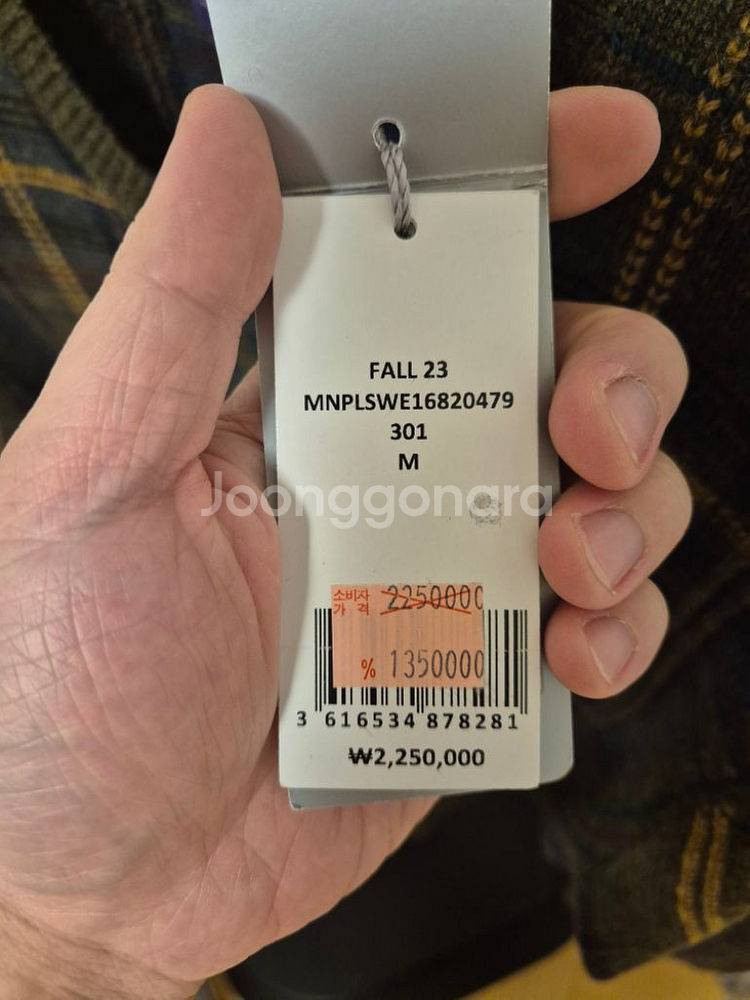 FALL 23
MNPLSWE16820479
301
M
Joonggonara
소비자
가 격
2250000
% 1350000
3 616534 878281
₩2,250,000